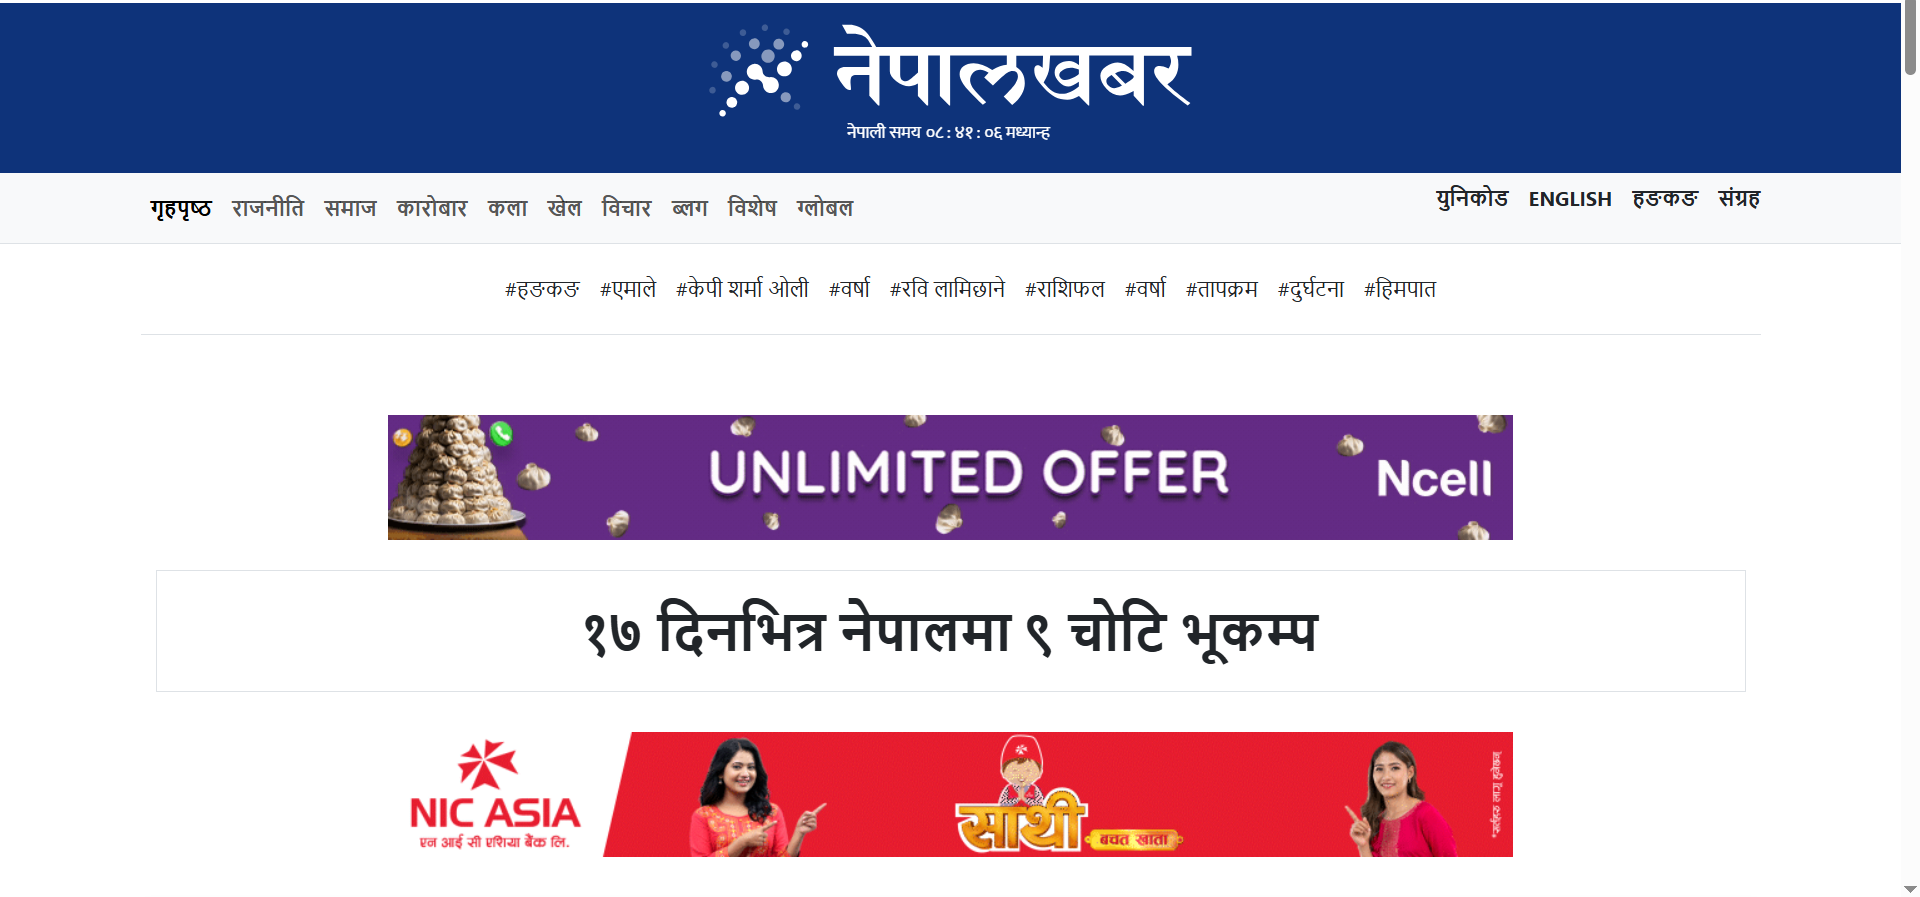 नेपालखबर
नेपाली समय ०८ : ४१ : ०६ मध्यान्ह
गृहपृष्ठ राजनीति समाज कारोबार कला खेल विचार ब्लग विशेष ग्लोबल
युनिकोड ENGLISH हङकङ संग्रह
#हङकङ #एमाले #केपी शर्मा ओली #वर्षा #रवि लामिछाने #राशिफल #वर्षा #तापक्रम #दुर्घटना #हिमपात
UNLIMITED OFFER
Ncell
१७ दिनभित्र नेपालमा ९ चोटि भूकम्प
NIC ASIA
एन आई सी एशिया बैंक लि.
साथी
बचत खाता